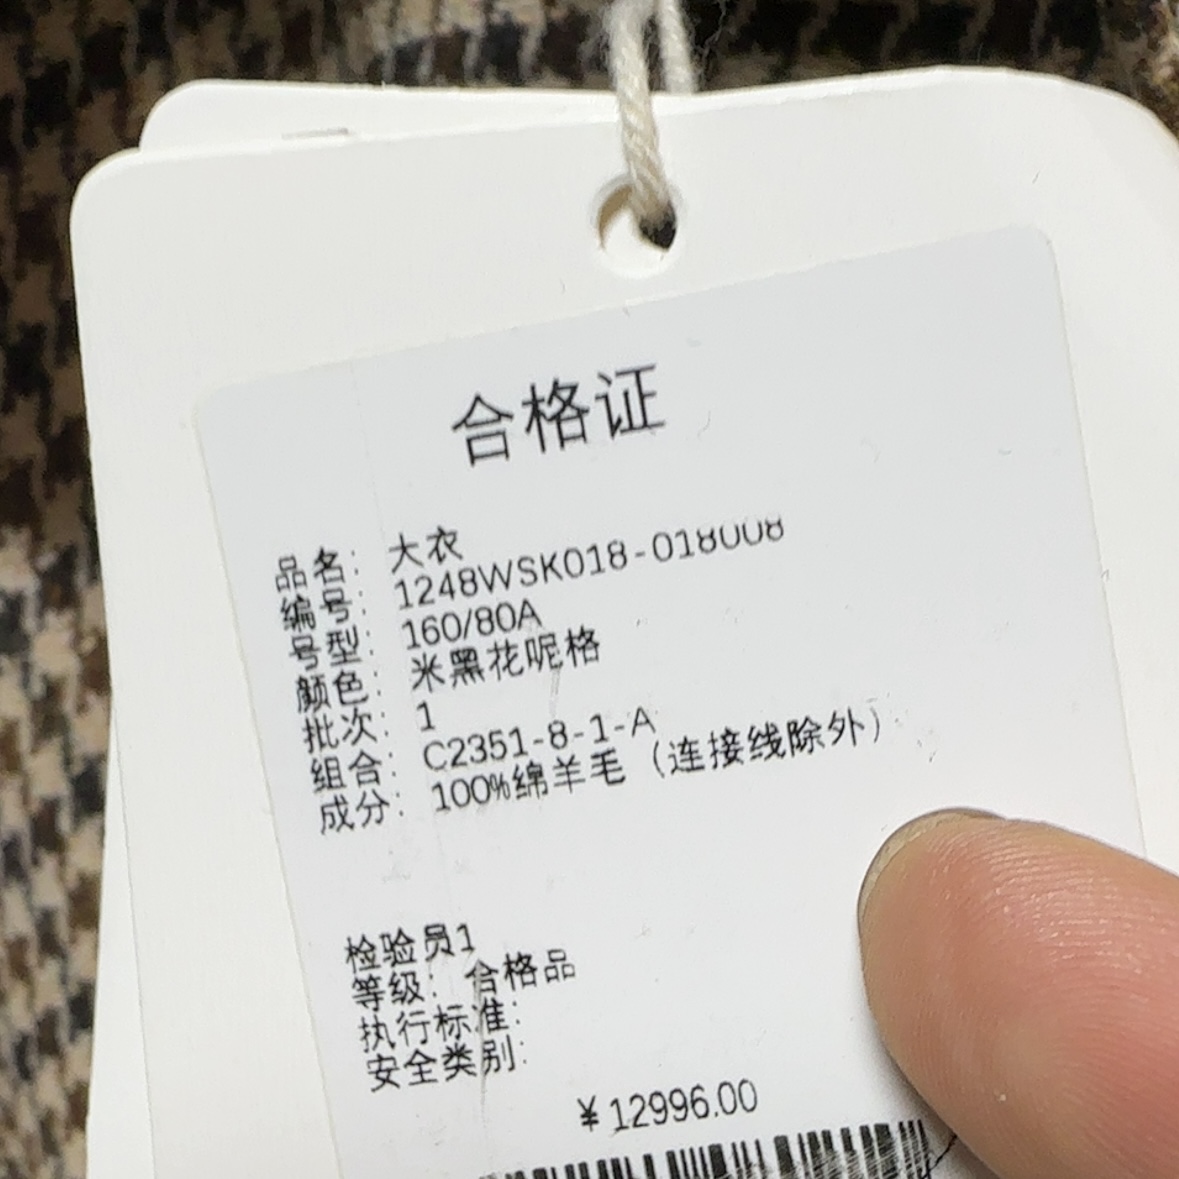 合格证
品名： 大衣
编号： 1248WSK018-018008
号型： 160/80A
颜色： 米黑花呢格
批次： 1
组合： C2351-8-1-A
成分： 100%绵羊毛（连接线除外）
检验员1
等级： 合格品
执行标准：
安全类别：
¥12996.00